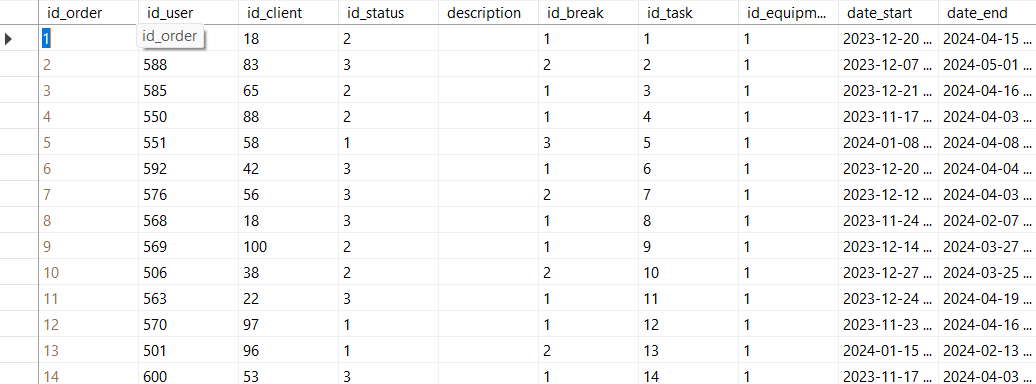 id_order id_user id_client id_status description id_break id_task id_equipm... date_start date_end
1 id_order 18 2 1 1 1 2023-12-20 ... 2024-04-15 ...
2 588 83 3 2 2 1 2023-12-07 ... 2024-05-01 ...
3 585 65 2 1 3 1 2023-12-21 ... 2024-04-16 ...
4 550 88 2 1 4 1 2023-11-17 ... 2024-04-03 ...
5 551 58 1 3 5 1 2024-01-08 ... 2024-04-08 ...
6 592 42 3 1 6 1 2023-12-20 ... 2024-04-04 ...
7 576 56 3 2 7 1 2023-12-12 ... 2024-04-03 ...
8 568 18 3 1 8 1 2023-11-24 ... 2024-02-07 ...
9 569 100 2 1 9 1 2023-12-14 ... 2024-03-27 ...
10 506 38 2 2 10 1 2023-12-27 ... 2024-03-25 ...
11 563 22 3 1 11 1 2023-12-24 ... 2024-04-19 ...
12 570 97 1 1 12 1 2023-11-23 ... 2024-04-16 ...
13 501 96 1 2 13 1 2024-01-15 ... 2024-02-13 ...
14 600 53 3 1 14 1 2023-11-17 ... 2024-04-03 ...